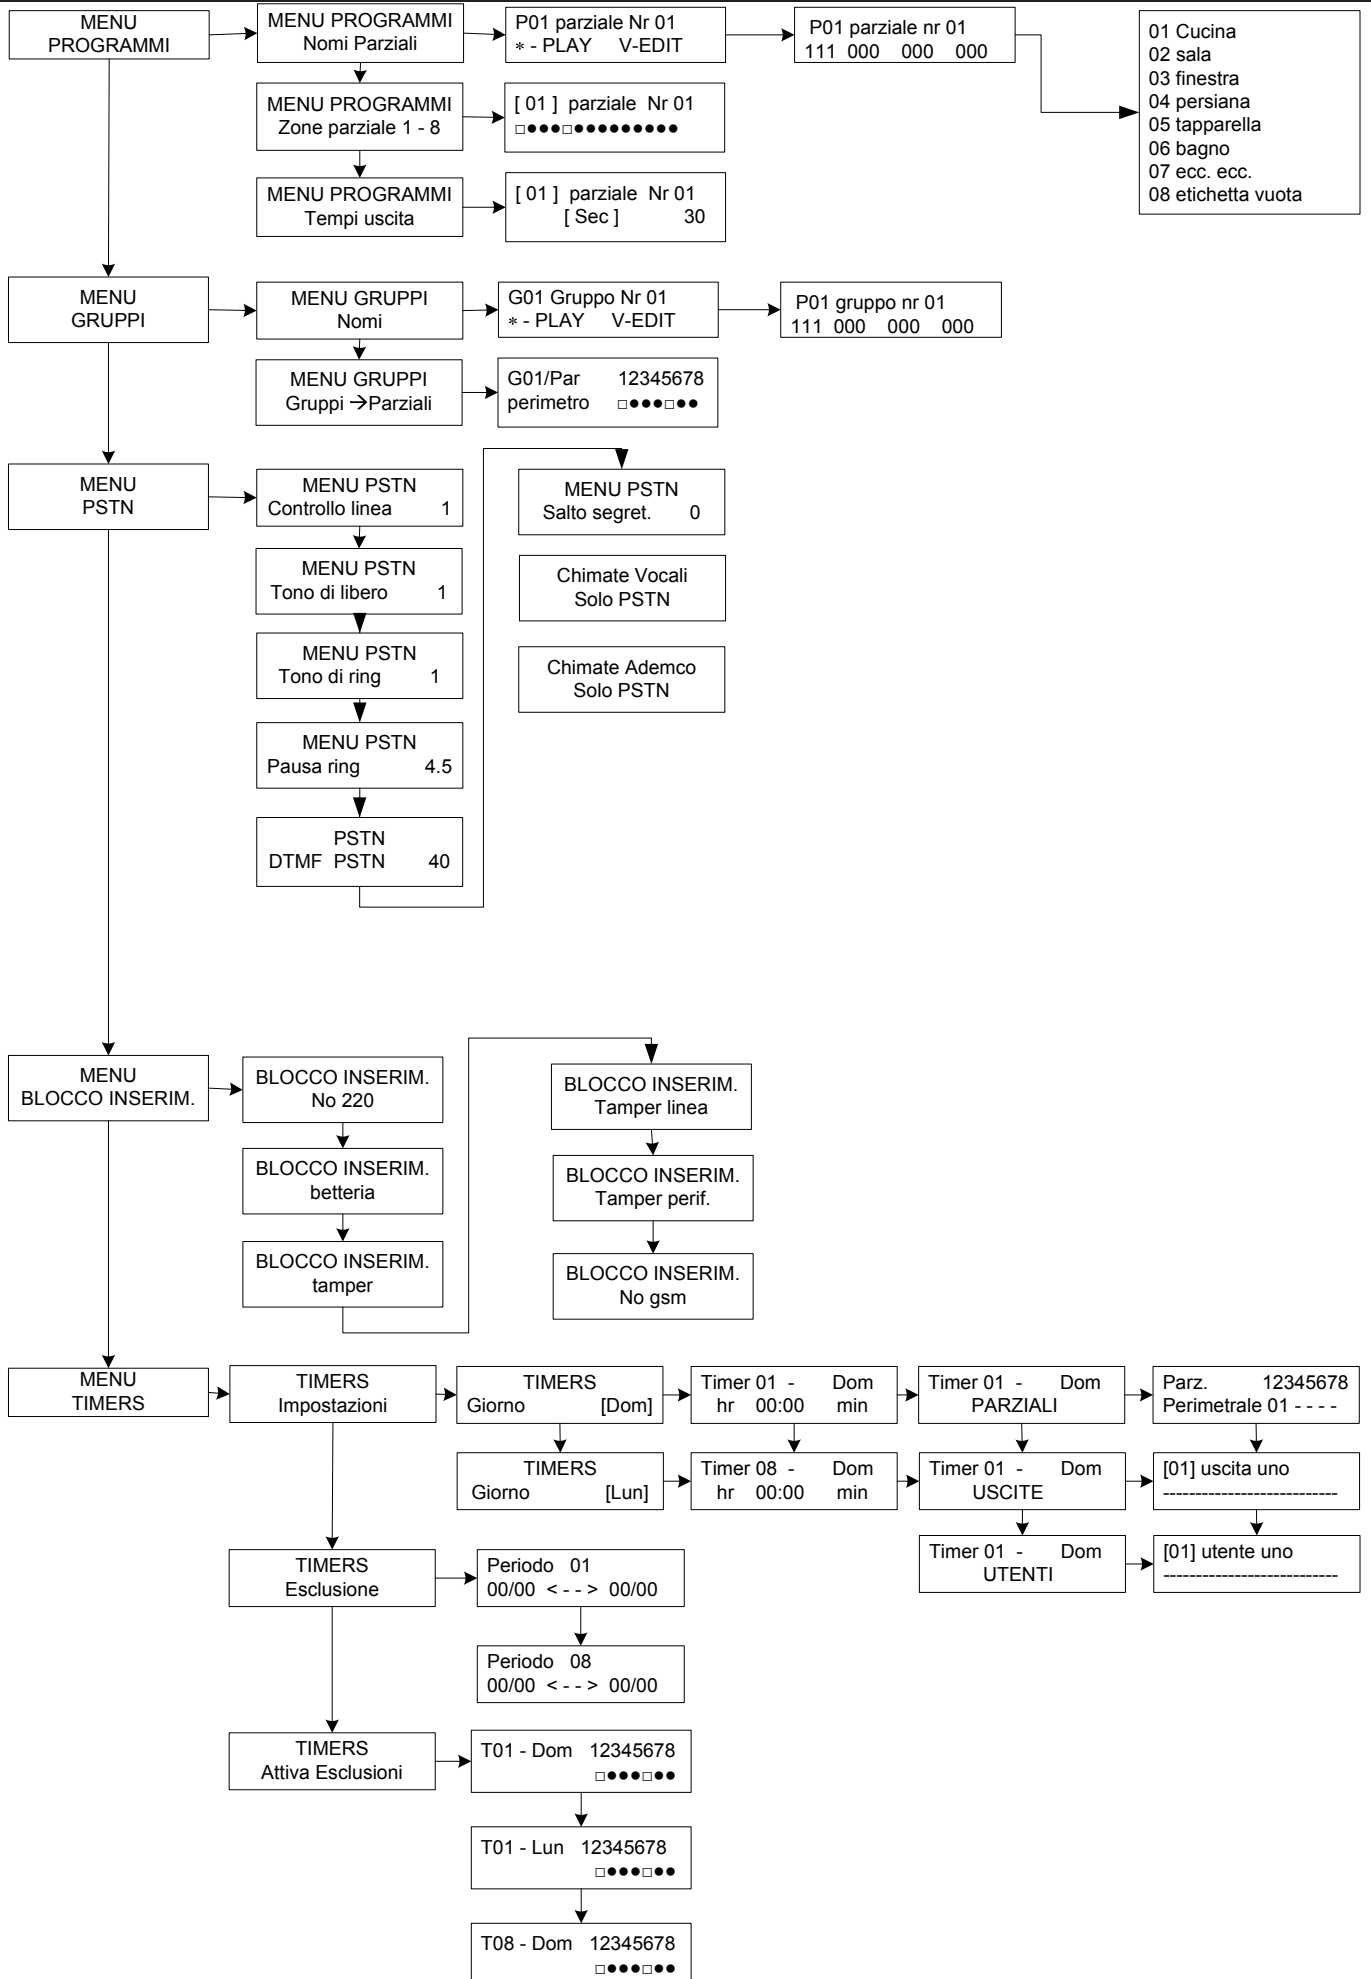 MENU
PROGRAMMI
MENU PROGRAMMI
Nomi Parziali
P01 parziale Nr 01
* - PLAY V-EDIT
P01 parziale nr 01
111 000 000 000
01 Cucina
02 sala
03 finestra
04 persiana
05 tapparella
06 bagno
07 ecc. ecc.
08 etichetta vuota
MENU PROGRAMMI
Zone parziale 1 - 8
[ 01 ] parziale Nr 01
□●●●□●●●●●●●●●
MENU PROGRAMMI
Tempi uscita
[ 01 ] parziale Nr 01
[ Sec ] 30
MENU
GRUPPI
MENU GRUPPI
Nomi
G01 Gruppo Nr 01
* - PLAY V-EDIT
P01 gruppo nr 01
111 000 000 000
MENU GRUPPI
Gruppi →Parziali
G01/Par 12345678
perimetro □●●●□●●
MENU
PSTN
MENU PSTN
Controllo linea 1
MENU PSTN
Tono di libero 1
MENU PSTN
Tono di ring 1
MENU PSTN
Pausa ring 4.5
PSTN
DTMF PSTN 40
MENU PSTN
Salto segret. 0
Chimate Vocali
Solo PSTN
Chimate Ademco
Solo PSTN
MENU
BLOCCO INSERIM.
BLOCCO INSERIM.
No 220
BLOCCO INSERIM.
betteria
BLOCCO INSERIM.
tamper
BLOCCO INSERIM.
Tamper linea
BLOCCO INSERIM.
Tamper perif.
BLOCCO INSERIM.
No gsm
MENU
TIMERS
TIMERS
Impostazioni
TIMERS
Giorno [Dom]
Timer 01 - Dom
hr 00:00 min
Timer 01 - Dom
PARZIALI
Parz. 12345678
Perimetrale 01 - - - -
TIMERS
Giorno [Lun]
Timer 08 - Dom
hr 00:00 min
Timer 01 - Dom
USCITE
[01] uscita uno
---------------------------
Timer 01 - Dom
UTENTI
[01] utente uno
---------------------------
TIMERS
Esclusione
Periodo 01
00/00 < - - > 00/00
Periodo 08
00/00 < - - > 00/00
TIMERS
Attiva Esclusioni
T01 - Dom 12345678
□●●●□●●
T01 - Lun 12345678
□●●●□●●
T08 - Dom 12345678
□●●●□●●